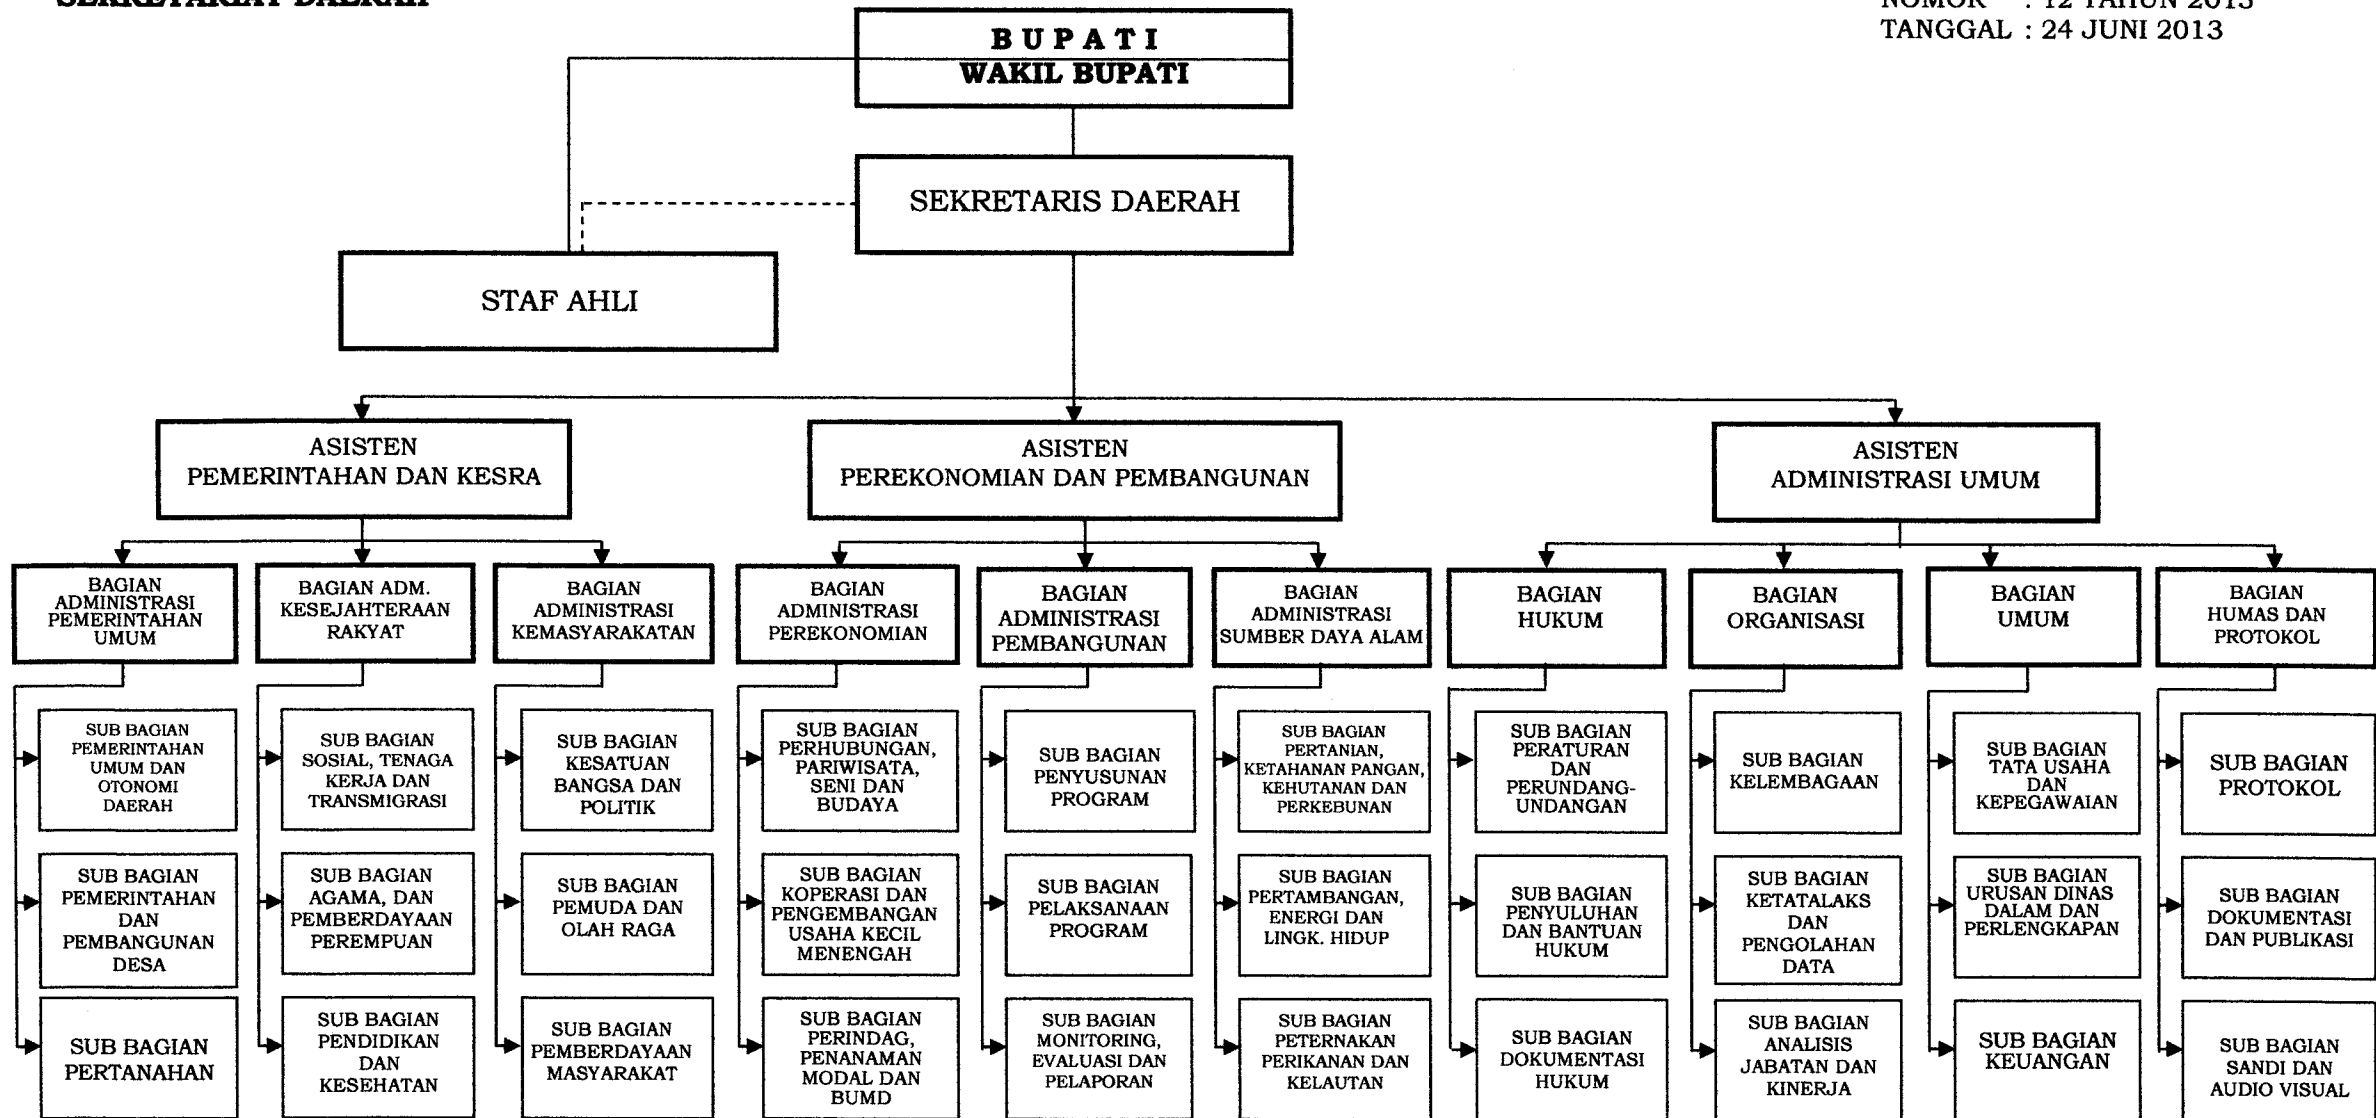 SEKRETARIAT DAERAH
NOMOR : 12 TAHUN 2013
TANGGAL : 24 JUNI 2013
B U P A T I
WAKIL BUPATI
SEKRETARIS DAERAH
STAF AHLI
ASISTEN
PEMERINTAHAN DAN KESRA
ASISTEN
PEREKONOMIAN DAN PEMBANGUNAN
ASISTEN
ADMINISTRASI UMUM
BAGIAN
ADMINISTRASI
PEMERINTAHAN
UMUM
BAGIAN ADM.
KESEJAHTERAAN
RAKYAT
BAGIAN
ADMINISTRASI
KEMASYARAKATAN
BAGIAN
ADMINISTRASI
PEREKONOMIAN
BAGIAN
ADMINISTRASI
PEMBANGUNAN
BAGIAN
ADMINISTRASI
SUMBER DAYA ALAM
BAGIAN
HUKUM
BAGIAN
ORGANISASI
BAGIAN
UMUM
BAGIAN
HUMAS DAN
PROTOKOL
SUB BAGIAN
PEMERINTAHAN
UMUM DAN
OTONOMI
DAERAH
SUB BAGIAN
SOSIAL, TENAGA
KERJA DAN
TRANSMIGRASI
SUB BAGIAN
KESATUAN
BANGSA DAN
POLITIK
SUB BAGIAN
PERHUBUNGAN,
PARIWISATA,
SENI DAN
BUDAYA
SUB BAGIAN
PENYUSUNAN
PROGRAM
SUB BAGIAN
PERTANIAN,
KETAHANAN PANGAN,
KEHUTANAN DAN
PERKEBUNAN
SUB BAGIAN
PERATURAN
DAN
PERUNDANG-
UNDANGAN
SUB BAGIAN
KELEMBAGAAN
SUB BAGIAN
TATA USAHA
DAN
KEPEGAWAIAN
SUB BAGIAN
PROTOKOL
SUB BAGIAN
PEMERINTAHAN
DAN
PEMBANGUNAN
DESA
SUB BAGIAN
AGAMA, DAN
PEMBERDAYAAN
PEREMPUAN
SUB BAGIAN
PEMUDA DAN
OLAH RAGA
SUB BAGIAN
KOPERASI DAN
PENGEMBANGAN
USAHA KECIL
MENENGAH
SUB BAGIAN
PELAKSANAAN
PROGRAM
SUB BAGIAN
PERTAMBANGAN,
ENERGI DAN
LINGK. HIDUP
SUB BAGIAN
PENYULUHAN
DAN BANTUAN
HUKUM
SUB BAGIAN
KETATALAKS
DAN
PENGOLAHAN
DATA
SUB BAGIAN
URUSAN DINAS
DALAM DAN
PERLENGKAPAN
SUB BAGIAN
DOKUMENTASI
DAN PUBLIKASI
SUB BAGIAN
PERTANAHAN
SUB BAGIAN
PENDIDIKAN
DAN
KESEHATAN
SUB BAGIAN
PEMBERDAYAAN
MASYARAKAT
SUB BAGIAN
PERINDAG,
PENANAMAN
MODAL DAN
BUMD
SUB BAGIAN
MONITORING,
EVALUASI DAN
PELAPORAN
SUB BAGIAN
PETERNAKAN
PERIKANAN DAN
KELAUTAN
SUB BAGIAN
DOKUMENTASI
HUKUM
SUB BAGIAN
ANALISIS
JABATAN DAN
KINERJA
SUB BAGIAN
KEUANGAN
SUB BAGIAN
SANDI DAN
AUDIO VISUAL